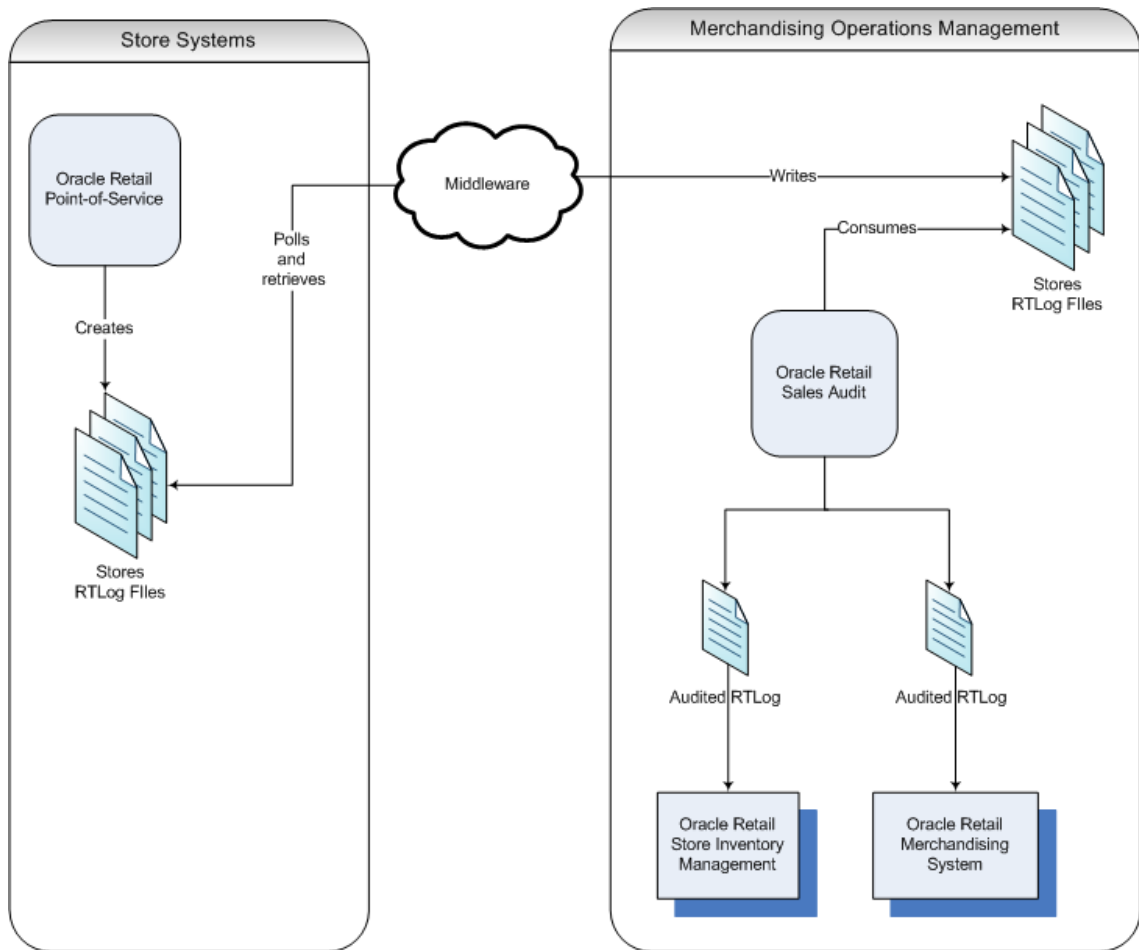 Store Systems
Merchandising Operations Management
Oracle Retail
Point-of-Service
Middleware
Writes
Consumes
Polls
and
retrieves
Stores
RTLog FIles
Creates
Oracle Retail
Sales Audit
Stores
RTLog FIles
Audited RTLog
Audited RTLog
Oracle Retail
Store Inventory
Management
Oracle Retail
Merchandising
System